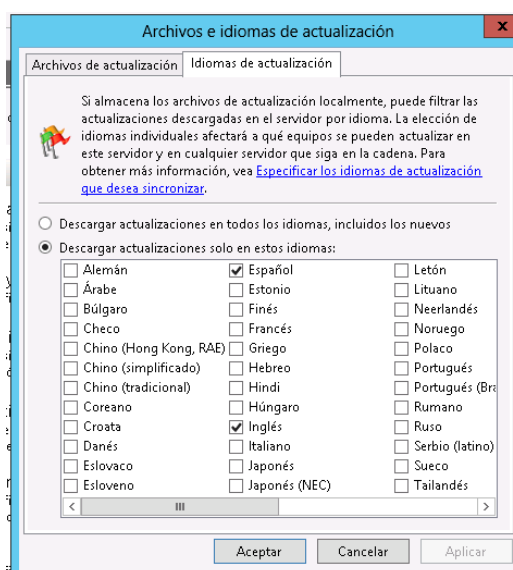 Archivos e idiomas de actualización
x
Archivos de actualización
Idiomas de actualización
Si almacena los archivos de actualización localmente, puede filtrar las
actualizaciones descargadas en el servidor por idioma. La elección de
idiomas individuales afectará a qué equipos se pueden actualizar en
este servidor y en cualquier servidor que siga en la cadena. Para
obtener más información, vea Especificar los idiomas de actualización
que desea sincronizar.
Descargar actualizaciones en todos los idiomas, incluidos los nuevos
Descargar actualizaciones solo en estos idiomas:
Alemán
Árabe
Búlgaro
Checo
Chino (Hong Kong, RAE)
Chino (simplificado)
Chino (tradicional)
Coreano
Croata
Danés
Eslovaco
Esloveno
Español
Estonio
Finés
Francés
Griego
Hebreo
Hindi
Húngaro
Inglés
Italiano
Japonés
Japonés (NEC)
Letón
Lituano
Neerlandés
Noruego
Polaco
Portugués
Portugués (Bra
Rumano
Ruso
Serbio (latino)
Sueco
Tailandés
Aceptar
Cancelar
Aplicar